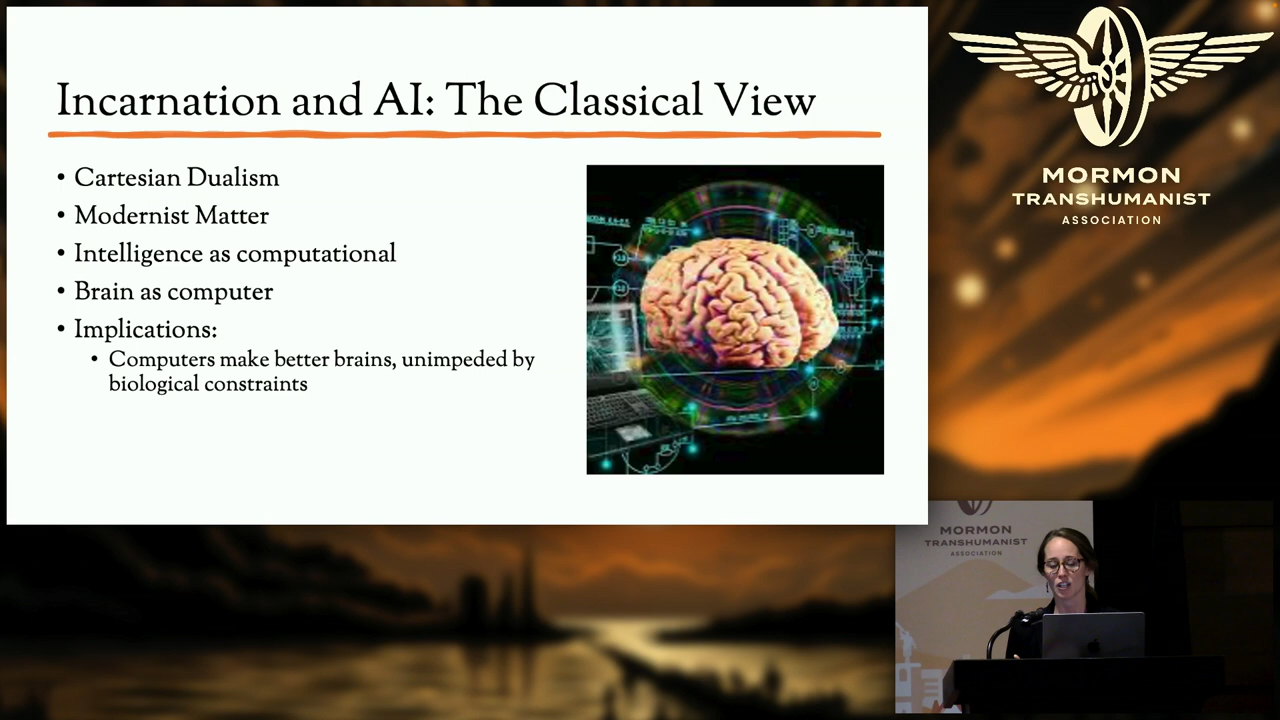 Incarnation and AI: The Classical View
• Cartesian Dualism
• Modernist Matter
• Intelligence as computational
• Brain as computer
• Implications:
• Computers make better brains, unimpeded by
biological constraints
MORMON
TRANSHUMANIST
ASSOCIATION
MORMON
TRANSHUMANIST
ASSOCIATION